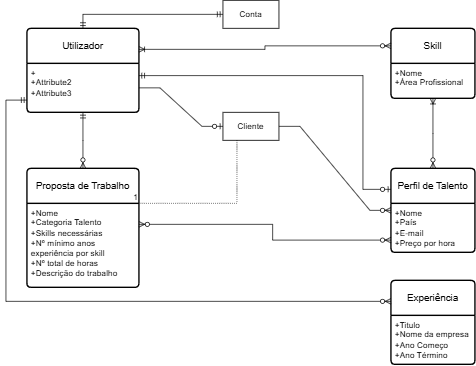 Conta
Utilizador
+
+Attribute2
+Attribute3
Skill
+Nome
+Área Profissional
Cliente
Proposta de Trabalho
1
+Nome
+Categoria Talento
+Skills necessárias
+Nº mínimo anos
experiência por skill
+Nº total de horas
+Descrição do trabalho
Perfil de Talento
+Nome
+País
+E-mail
+Preço por hora
Experiência
+Titulo
+Nome da empresa
+Ano Começo
+Ano Término